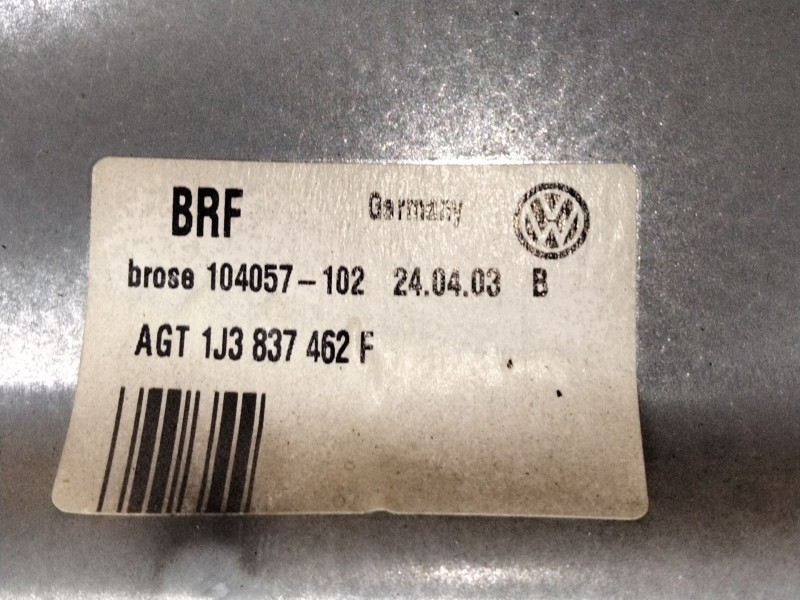 BRF Germany
brose 104057-102 24.04.03 B
AGT 1J3 837 462 F